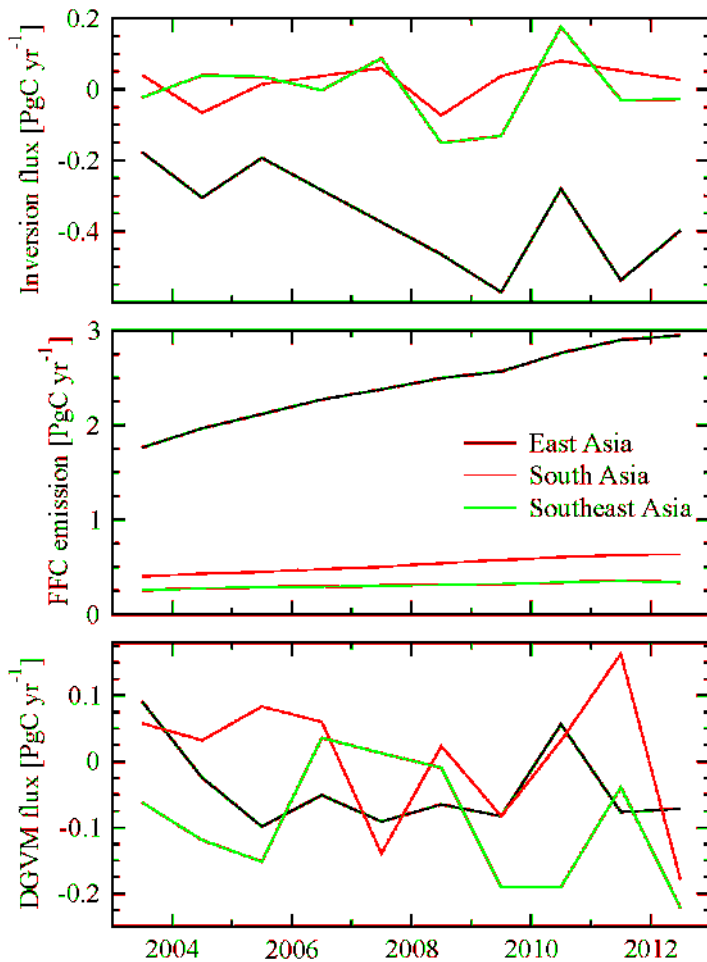 Inversion flux [PgC yr⁻¹]
0.2
0
-0.2
-0.4
FFC emission [PgC yr⁻¹]
3
2
1
0
East Asia
South Asia
Southeast Asia
DGVM flux [PgC yr⁻¹]
0.1
0
-0.1
-0.2
2004 2006 2008 2010 2012